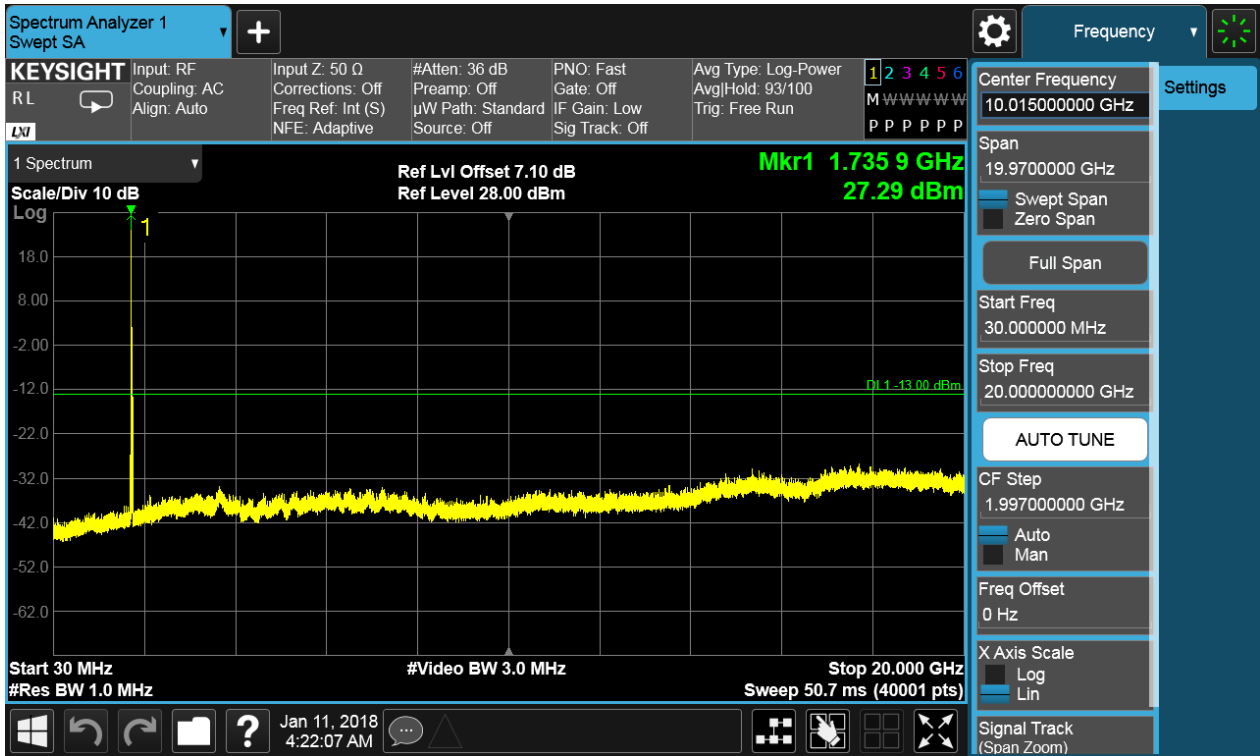 Spectrum Analyzer 1
Swept SA
+
Frequency
KEYSIGHT
R L
LXI
Input: RF
Coupling: AC
Align: Auto
Input Z: 50 Ω
Corrections: Off
Freq Ref: Int (S)
NFE: Adaptive
#Atten: 36 dB
Preamp: Off
µW Path: Standard
Source: Off
PNO: Fast
Gate: Off
IF Gain: Low
Sig Track: Off
Avg Type: Log-Power
Avg|Hold: 93/100
Trig: Free Run
1 2 3 4 5 6
M W W W W W
P P P P P P
1 Spectrum
Scale/Div 10 dB
Log
Ref Lvl Offset 7.10 dB
Ref Level 28.00 dBm
Mkr1 1.735 9 GHz
27.29 dBm
1
18.0
8.00
-2.00
-12.0
-22.0
-32.0
-42.0
-52.0
-62.0
DL1 -13.00 dBm
Start 30 MHz
#Res BW 1.0 MHz
#Video BW 3.0 MHz
Stop 20.000 GHz
Sweep 50.7 ms (40001 pts)
Center Frequency
10.015000000 GHz
Span
19.9700000 GHz
Swept Span
Zero Span
Full Span
Start Freq
30.000000 MHz
Stop Freq
20.000000000 GHz
AUTO TUNE
CF Step
1.997000000 GHz
Auto
Man
Freq Offset
0 Hz
X Axis Scale
Log
Lin
Signal Track
(Span Zoom)
Settings
?
Jan 11, 2018
4:22:07 AM